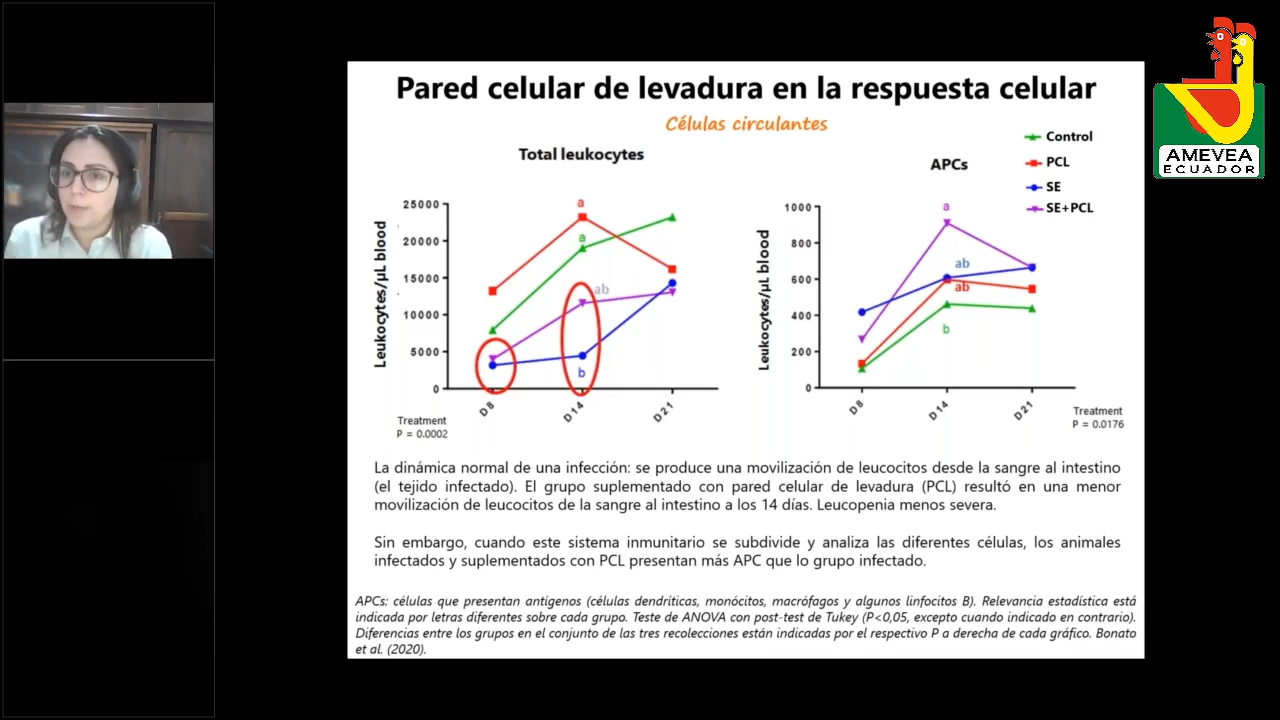 Pared celular de levadura en la respuesta celular
Células circulantes
Total leukocytes
Leukocytes/µL blood
25000
20000
15000
10000
5000
0
a
a
ab
b
D8
D14
D21
Treatment
P = 0.0002
APCs
Leukocytes/µL blood
1000
800
600
400
200
0
a
ab
ab
b
D8
D14
D21
Treatment
P = 0.0176
Control
PCL
SE
SE+PCL
La dinámica normal de una infección: se produce una movilización de leucocitos desde la sangre al intestino
(el tejido infectado). El grupo suplementado con pared celular de levadura (PCL) resultó en una menor
movilización de leucocitos de la sangre al intestino a los 14 días. Leucopenia menos severa.
Sin embargo, cuando este sistema inmunitario se subdivide y analiza las diferentes células, los animales
infectados y suplementados con PCL presentan más APC que lo grupo infectado.
APCs: células que presentan antígenos (células dendríticas, monócitos, macrófagos y algunos linfocitos B). Relevancia estadística está
indicada por letras diferentes sobre cada grupo. Teste de ANOVA con post-test de Tukey (P<0,05, excepto cuando indicado en contrario).
Diferencias entre los grupos en el conjunto de las tres recolecciones están indicadas por el respectivo P a derecha de cada gráfico. Bonato
et al. (2020).
AMEVEA
ECUADOR